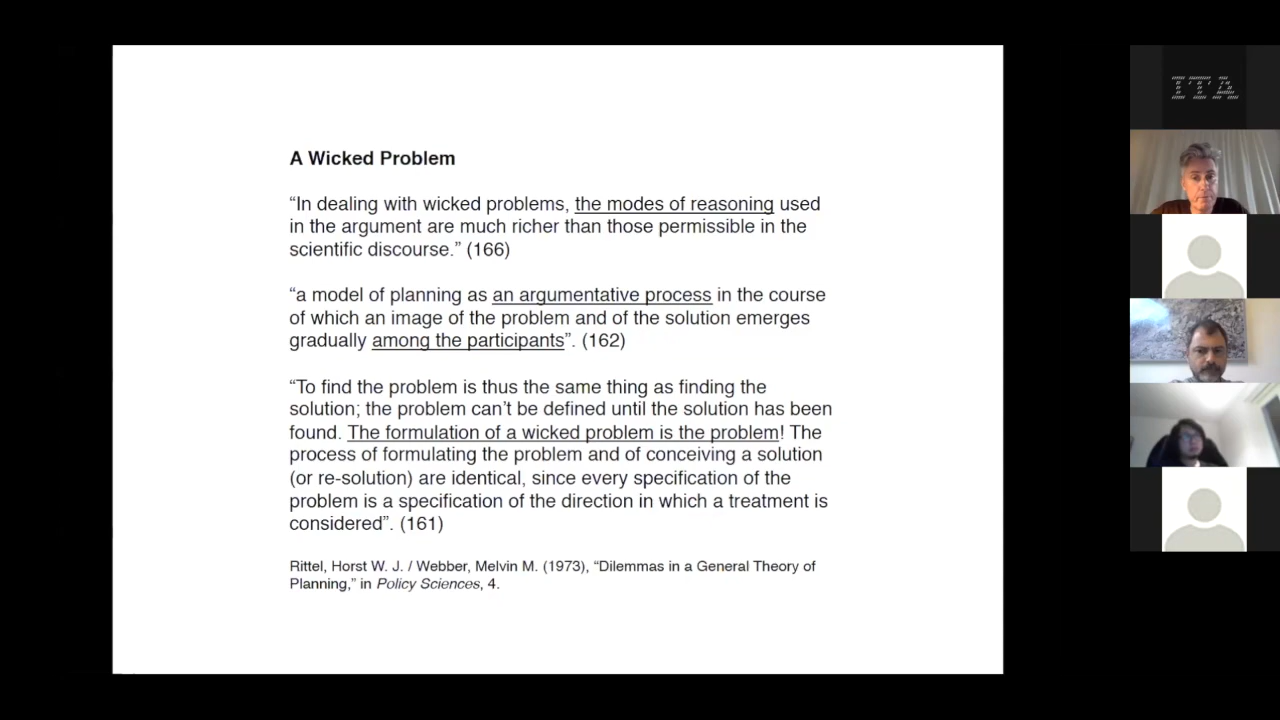 A Wicked Problem
“In dealing with wicked problems, the modes of reasoning used
in the argument are much richer than those permissible in the
scientific discourse.” (166)
“a model of planning as an argumentative process in the course
of which an image of the problem and of the solution emerges
gradually among the participants”. (162)
“To find the problem is thus the same thing as finding the
solution; the problem can’t be defined until the solution has been
found. The formulation of a wicked problem is the problem! The
process of formulating the problem and of conceiving a solution
(or re-solution) are identical, since every specification of the
problem is a specification of the direction in which a treatment is
considered”. (161)
Rittel, Horst W. J. / Webber, Melvin M. (1973), “Dilemmas in a General Theory of
Planning,” in Policy Sciences, 4.
ITA